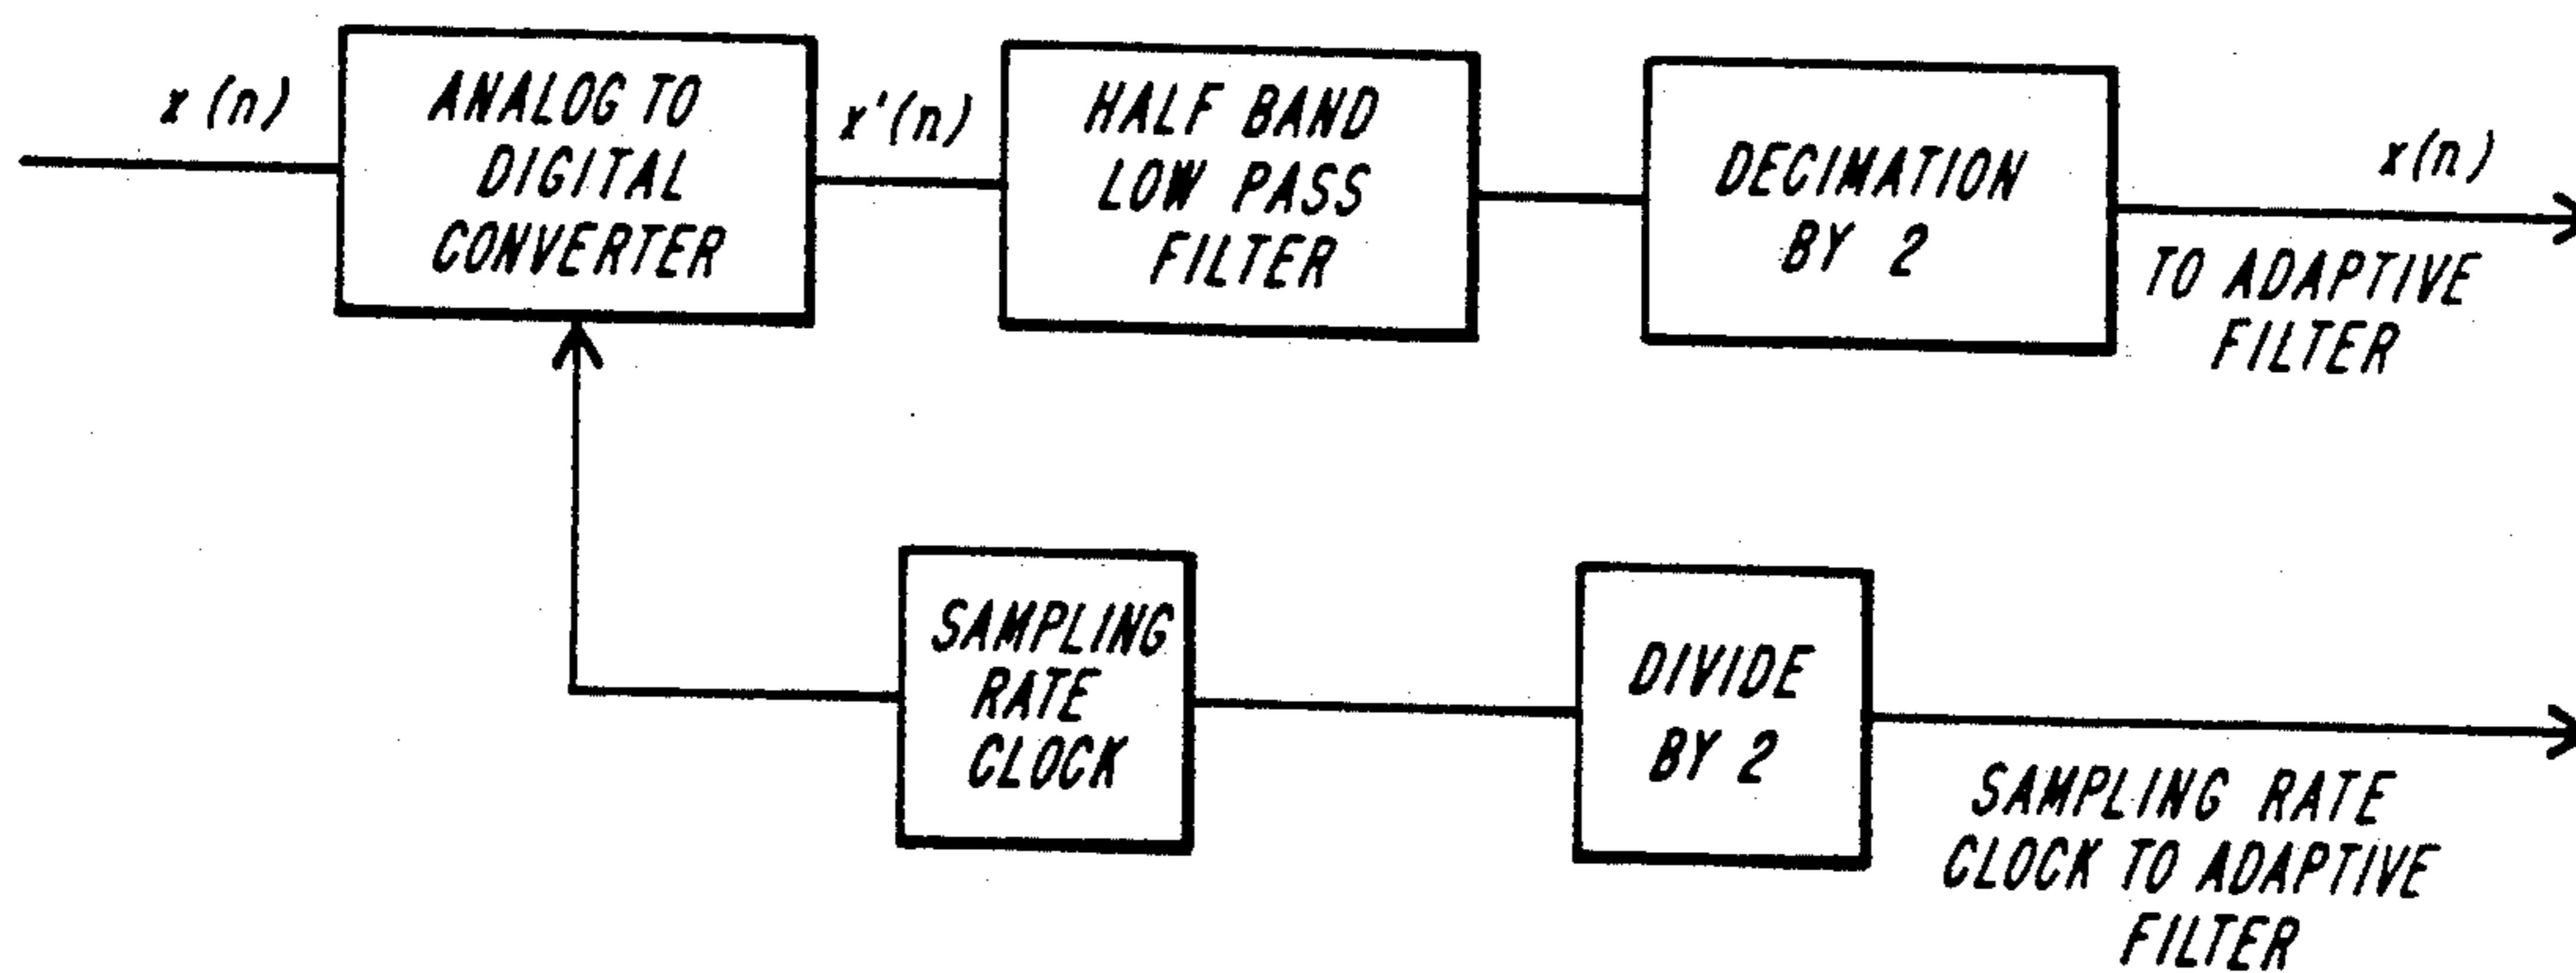 x (n)
ANALOG TO
DIGITAL
CONVERTER
x'(n)
HALF BAND
LOW PASS
FILTER
DECIMATION
BY 2
x(n)
TO ADAPTIVE
FILTER
SAMPLING
RATE
CLOCK
DIVIDE
BY 2
SAMPLING RATE
CLOCK TO ADAPTIVE
FILTER